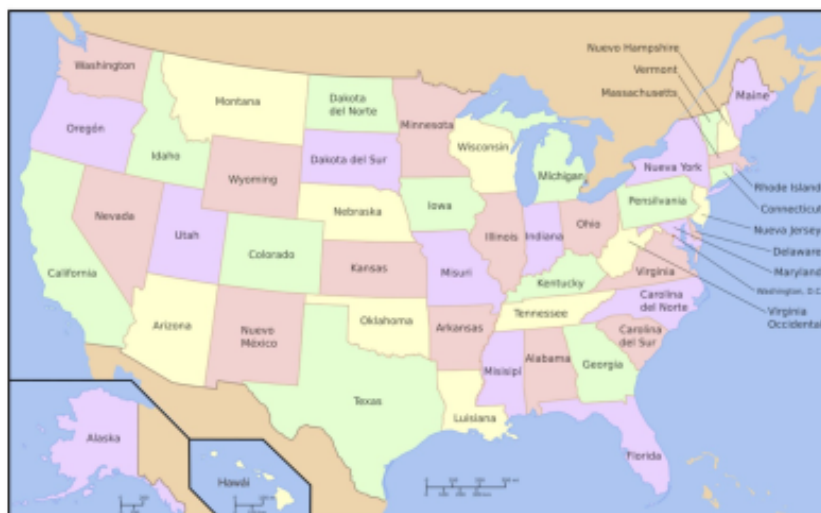 Nuevo Hampshire
Vermont
Massachusetts
Washington
Montana
Dakota
del Norte
Minnesota
Maine
Oregón
Idaho
Dakota del Sur
Wisconsin
Michigan
Nueva York
Wyoming
Rhode Island
Connecticut
Nueva Jersey
Delaware
Maryland
Washington, D.C.
Virginia
Occidental
Nebraska
Iowa
Pensilvania
Nevada
Utah
Colorado
Illinois
Indiana
Ohio
California
Kansas
Misuri
Kentucky
Virginia
Carolina
del Norte
Arizona
Nuevo
México
Oklahoma
Arkansas
Tennessee
Carolina
del Sur
Misisipi
Alabama
Georgia
Texas
Luisiana
Florida
Alaska
Hawái